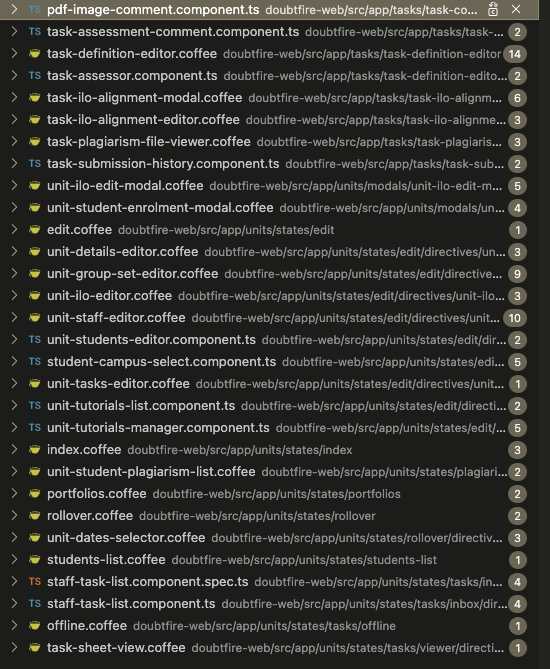 TS pdf-image-comment.component.ts doubtfire-web/src/app/tasks/task-co...
TS task-assessment-comment.component.ts doubtfire-web/src/app/tasks/task-... 2
task-definition-editor.coffee doubtfire-web/src/app/tasks/task-definition-editor 14
TS task-assessor.component.ts doubtfire-web/src/app/tasks/task-definition-edito... 2
task-ilo-alignment-modal.coffee doubtfire-web/src/app/tasks/task-ilo-alignm... 6
task-ilo-alignment-editor.coffee doubtfire-web/src/app/tasks/task-ilo-alignme... 3
task-plagiarism-file-viewer.coffee doubtfire-web/src/app/tasks/task-plagiaris... 3
TS task-submission-history.component.ts doubtfire-web/src/app/tasks/task-sub... 2
unit-ilo-edit-modal.coffee doubtfire-web/src/app/units/modals/unit-ilo-edit-m... 5
unit-student-enrolment-modal.coffee doubtfire-web/src/app/units/modals/un... 4
edit.coffee doubtfire-web/src/app/units/states/edit 1
unit-details-editor.coffee doubtfire-web/src/app/units/states/edit/directives/un... 3
unit-group-set-editor.coffee doubtfire-web/src/app/units/states/edit/directive... 9
unit-ilo-editor.coffee doubtfire-web/src/app/units/states/edit/directives/unit-ilo... 3
unit-staff-editor.coffee doubtfire-web/src/app/units/states/edit/directives/unit... 10
TS unit-students-editor.component.ts doubtfire-web/src/app/units/states/edit/dir... 2
TS student-campus-select.component.ts doubtfire-web/src/app/units/states/ed... 5
unit-tasks-editor.coffee doubtfire-web/src/app/units/states/edit/directives/unit... 1
TS unit-tutorials-list.component.ts doubtfire-web/src/app/units/states/edit/directi... 2
TS unit-tutorials-manager.component.ts doubtfire-web/src/app/units/states/edit/... 5
index.coffee doubtfire-web/src/app/units/states/index 3
unit-student-plagiarism-list.coffee doubtfire-web/src/app/units/states/plagiari... 2
portfolios.coffee doubtfire-web/src/app/units/states/portfolios 2
rollover.coffee doubtfire-web/src/app/units/states/rollover 2
unit-dates-selector.coffee doubtfire-web/src/app/units/states/rollover/directiv... 3
students-list.coffee doubtfire-web/src/app/units/states/students-list 1
TS staff-task-list.component.spec.ts doubtfire-web/src/app/units/states/tasks/in... 4
TS staff-task-list.component.ts doubtfire-web/src/app/units/states/tasks/inbox/dir... 4
offline.coffee doubtfire-web/src/app/units/states/tasks/offline 1
task-sheet-view.coffee doubtfire-web/src/app/units/states/tasks/viewer/directi... 1